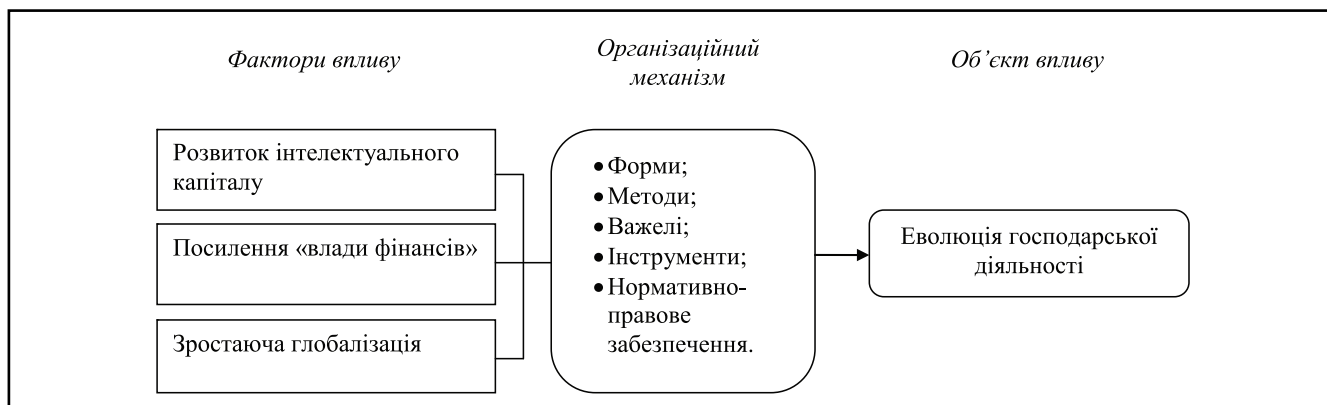 Фактори впливу
Організаційний
механізм
Об’єкт впливу
Розвиток інтелектуального
капіталу
Посилення «влади фінансів»
Зростаюча глобалізація
• Форми;
• Методи;
• Важелі;
• Інструменти;
• Нормативно-
правове
забезпечення.
Еволюція господарської
діяльності